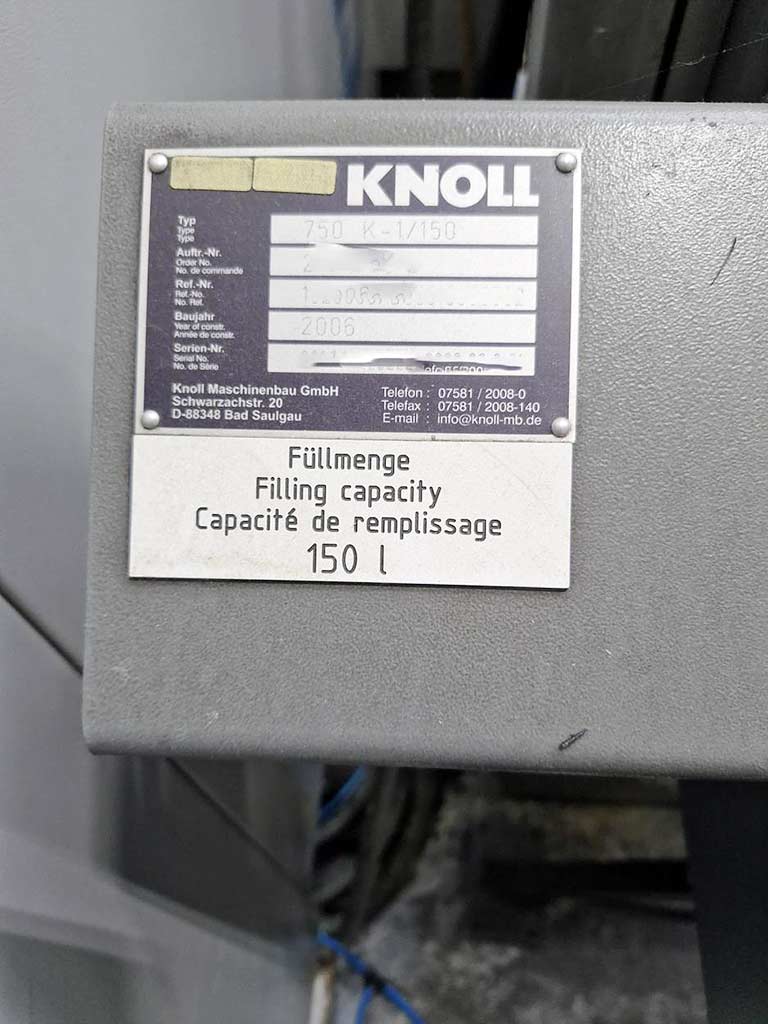 KNOLL
Typ
Type
Type
750 K-1/150
Auftr.-Nr.
Order No.
No. de commande
Ref.-Nr.
Ref.-No.
No. Ref.
Baujahr
Year of constr.
Année de constr.
2006
Serien-Nr.
Serial No.
No. de Série
Knoll Maschinenbau GmbH
Schwarzachstr. 20
D-88348 Bad Saulgau
Telefon : 07581 / 2008-0
Telefax : 07581 / 2008-140
E-mail : info@knoll-mb.de
Füllmenge
Filling capacity
Capacité de remplissage
150 l